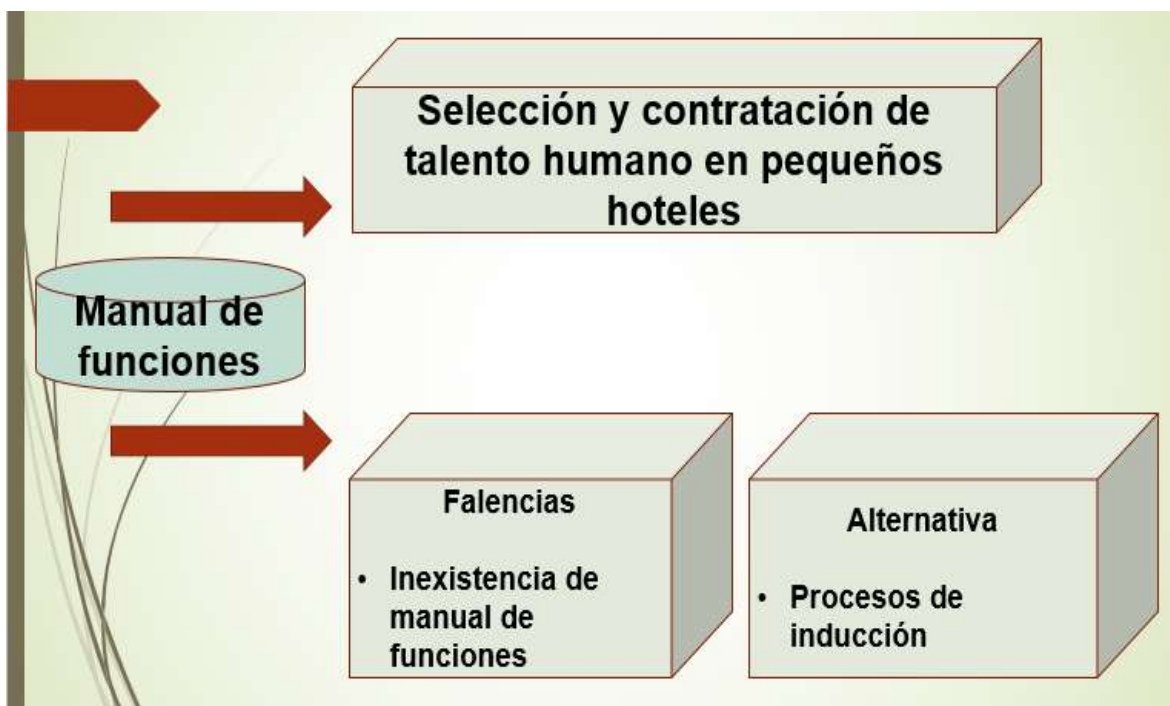 Selección y contratación de
talento humano en pequeños
hoteles
Manual de
funciones
Falencias
• Inexistencia de
manual de
funciones
Alternativa
• Procesos de
inducción